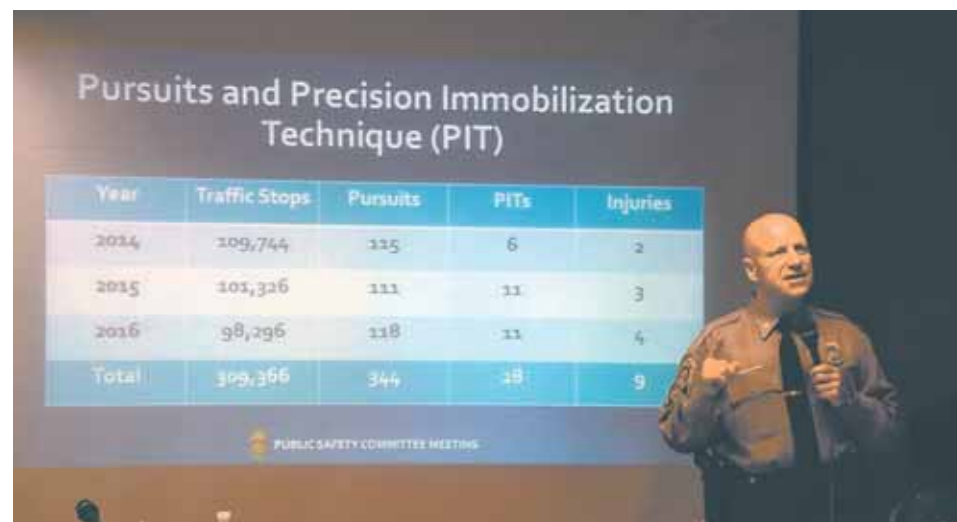 Pursuits and Precision Immobilization
Technique (PIT)
Year Traffic Stops Pursuits PITs Injuries
2014 109,744 115 6 2
2015 101,326 111 11 3
2016 98,296 118 11 4
Total 309,366 344 28 9
PUBLIC SAFETY COMMITTEE MEETING